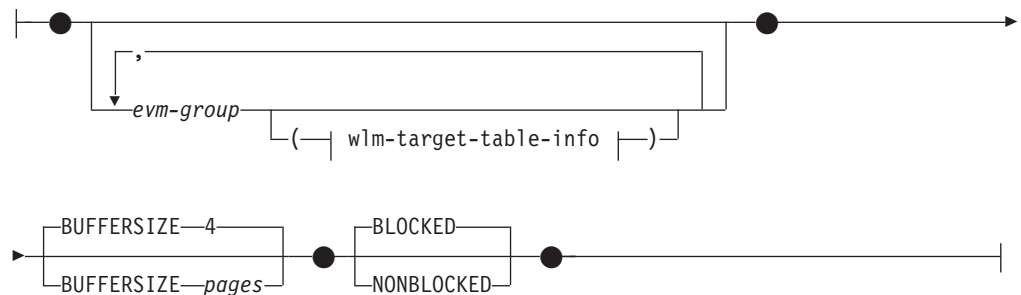 ,
evm-group
( wlm-target-table-info )
BUFFERSIZE 4 BLOCKED
BUFFERSIZE pages NONBLOCKED